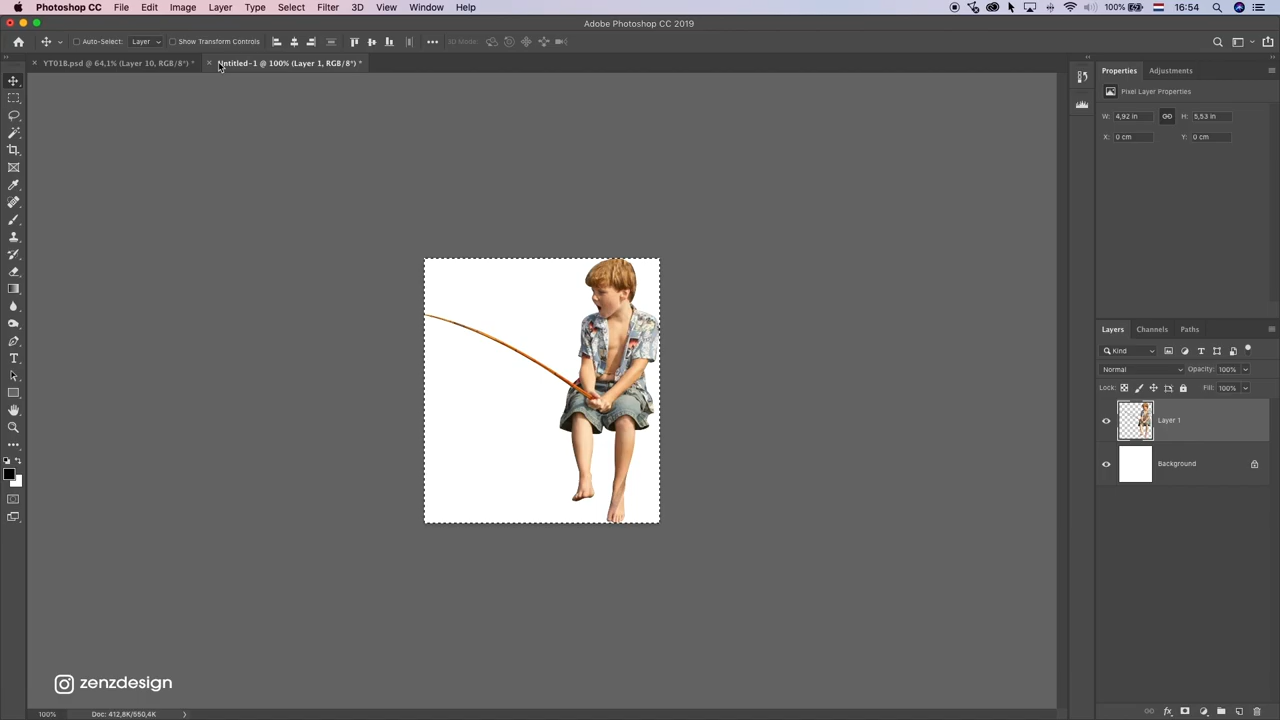 Photoshop CC File Edit Image Layer Type Select Filter 3D View Window Help 100% 16:54
Adobe Photoshop CC 2019
Auto-Select: Layer Show Transform Controls 3D Mode:
YT01B.psd @ 64,1% (Layer 10, RGB/8*) * Untitled-1 @ 100% (Layer 1, RGB/8*) *
Properties Adjustments
Pixel Layer Properties
W: 4,92 in H: 5,53 in
X: 0 cm Y: 0 cm
Layers Channels Paths
Kind
Normal Opacity: 100%
Lock: Fill: 100%
Layer 1
Background
zenzdesign
100% Doc: 412,8K/550,4K